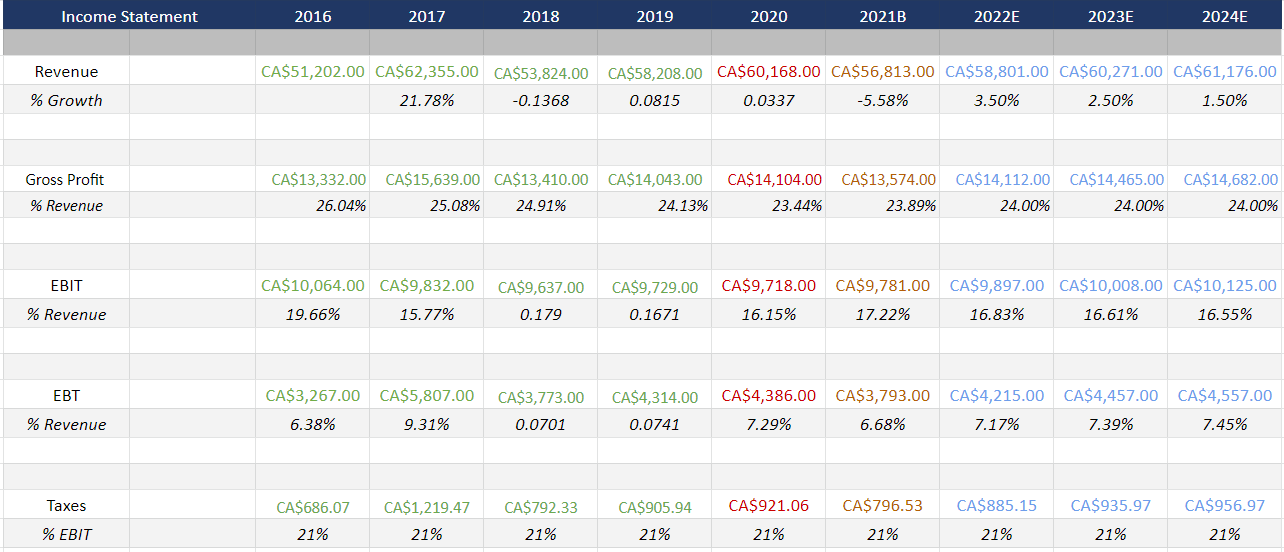 Income Statement 2016 2017 2018 2019 2020 2021B 2022E 2023E 2024E
Revenue CA$51,202.00 CA$62,355.00 CA$53,824.00 CA$58,208.00 CA$60,168.00 CA$56,813.00 CA$58,801.00 CA$60,271.00 CA$61,176.00
% Growth 21.78% -0.1368 0.0815 0.0337 -5.58% 3.50% 2.50% 1.50%
Gross Profit CA$13,332.00 CA$15,639.00 CA$13,410.00 CA$14,043.00 CA$14,104.00 CA$13,574.00 CA$14,112.00 CA$14,465.00 CA$14,682.00
% Revenue 26.04% 25.08% 24.91% 24.13% 23.44% 23.89% 24.00% 24.00% 24.00%
EBIT CA$10,064.00 CA$9,832.00 CA$9,637.00 CA$9,729.00 CA$9,718.00 CA$9,781.00 CA$9,897.00 CA$10,008.00 CA$10,125.00
% Revenue 19.66% 15.77% 0.179 0.1671 16.15% 17.22% 16.83% 16.61% 16.55%
EBT CA$3,267.00 CA$5,807.00 CA$3,773.00 CA$4,314.00 CA$4,386.00 CA$3,793.00 CA$4,215.00 CA$4,457.00 CA$4,557.00
% Revenue 6.38% 9.31% 0.0701 0.0741 7.29% 6.68% 7.17% 7.39% 7.45%
Taxes CA$686.07 CA$1,219.47 CA$792.33 CA$905.94 CA$921.06 CA$796.53 CA$885.15 CA$935.97 CA$956.97
% EBIT 21% 21% 21% 21% 21% 21% 21% 21% 21%